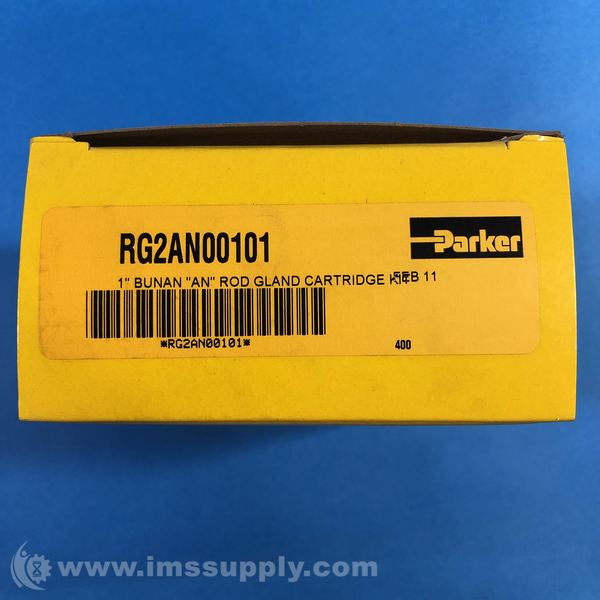 RG2AN00101
Parker
1" BUNAN "AN" ROD GLAND CARTRIDGE KIT FEB 11
*RG2AN00101*
400
www.imssupply.com